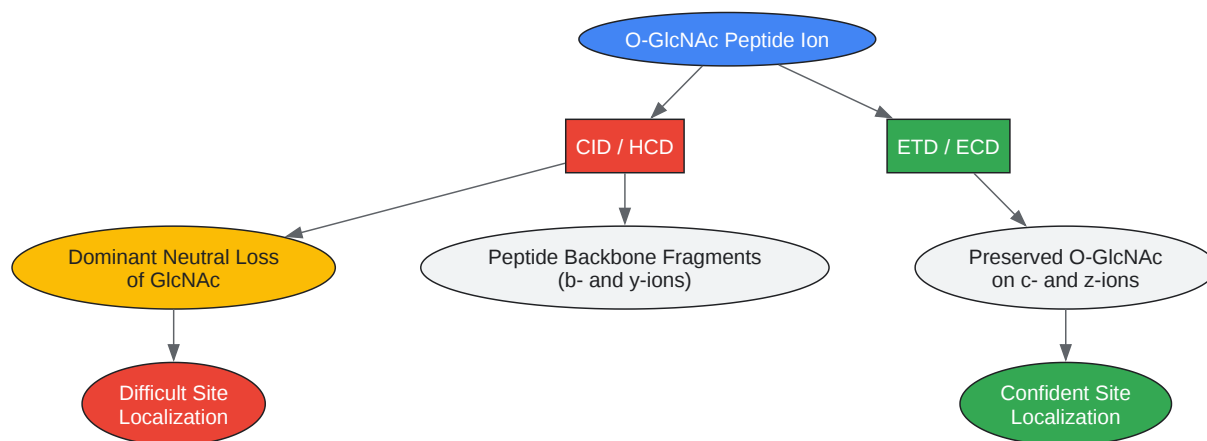 O-GlcNAc Peptide Ion
CID / HCD
ETD / ECD
Dominant Neutral Loss
of GlcNAc
Peptide Backbone Fragments
(b- and y-ions)
Preserved O-GlcNAc
on c- and z-ions
Difficult Site
Localization
Confident Site
Localization